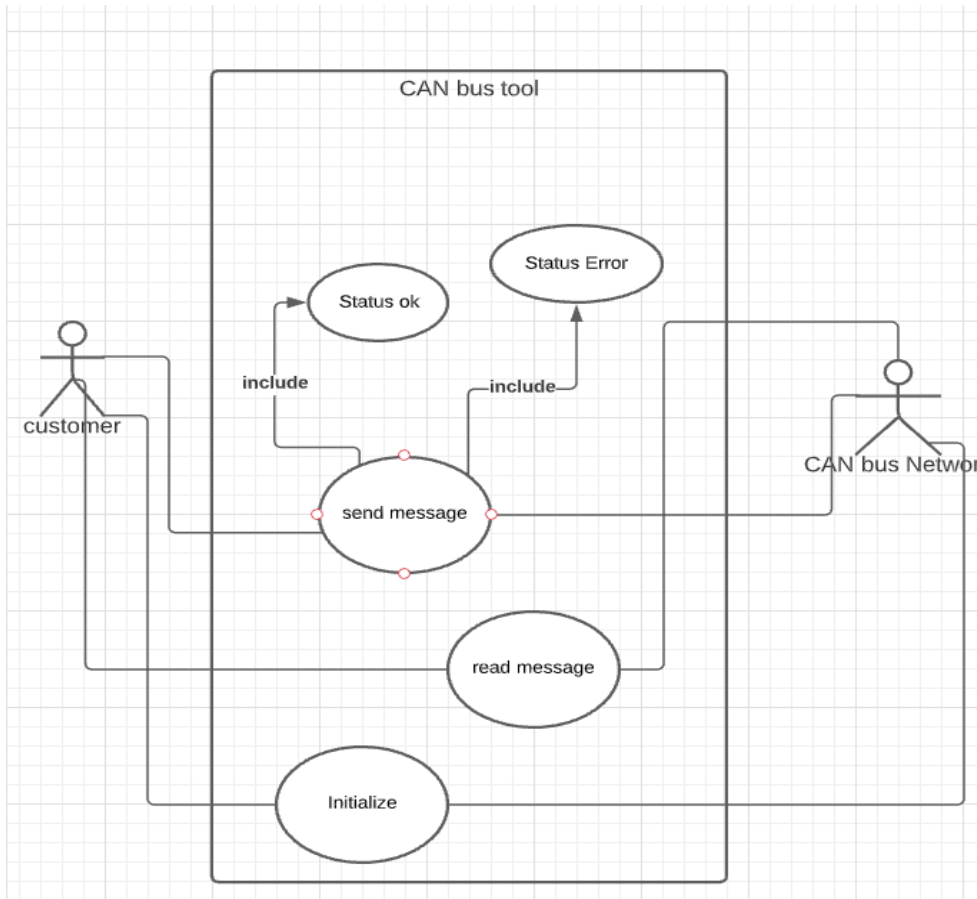 CAN bus tool
Status Error
Status ok
include
include
customer
CAN bus Networ
send message
read message
Initialize